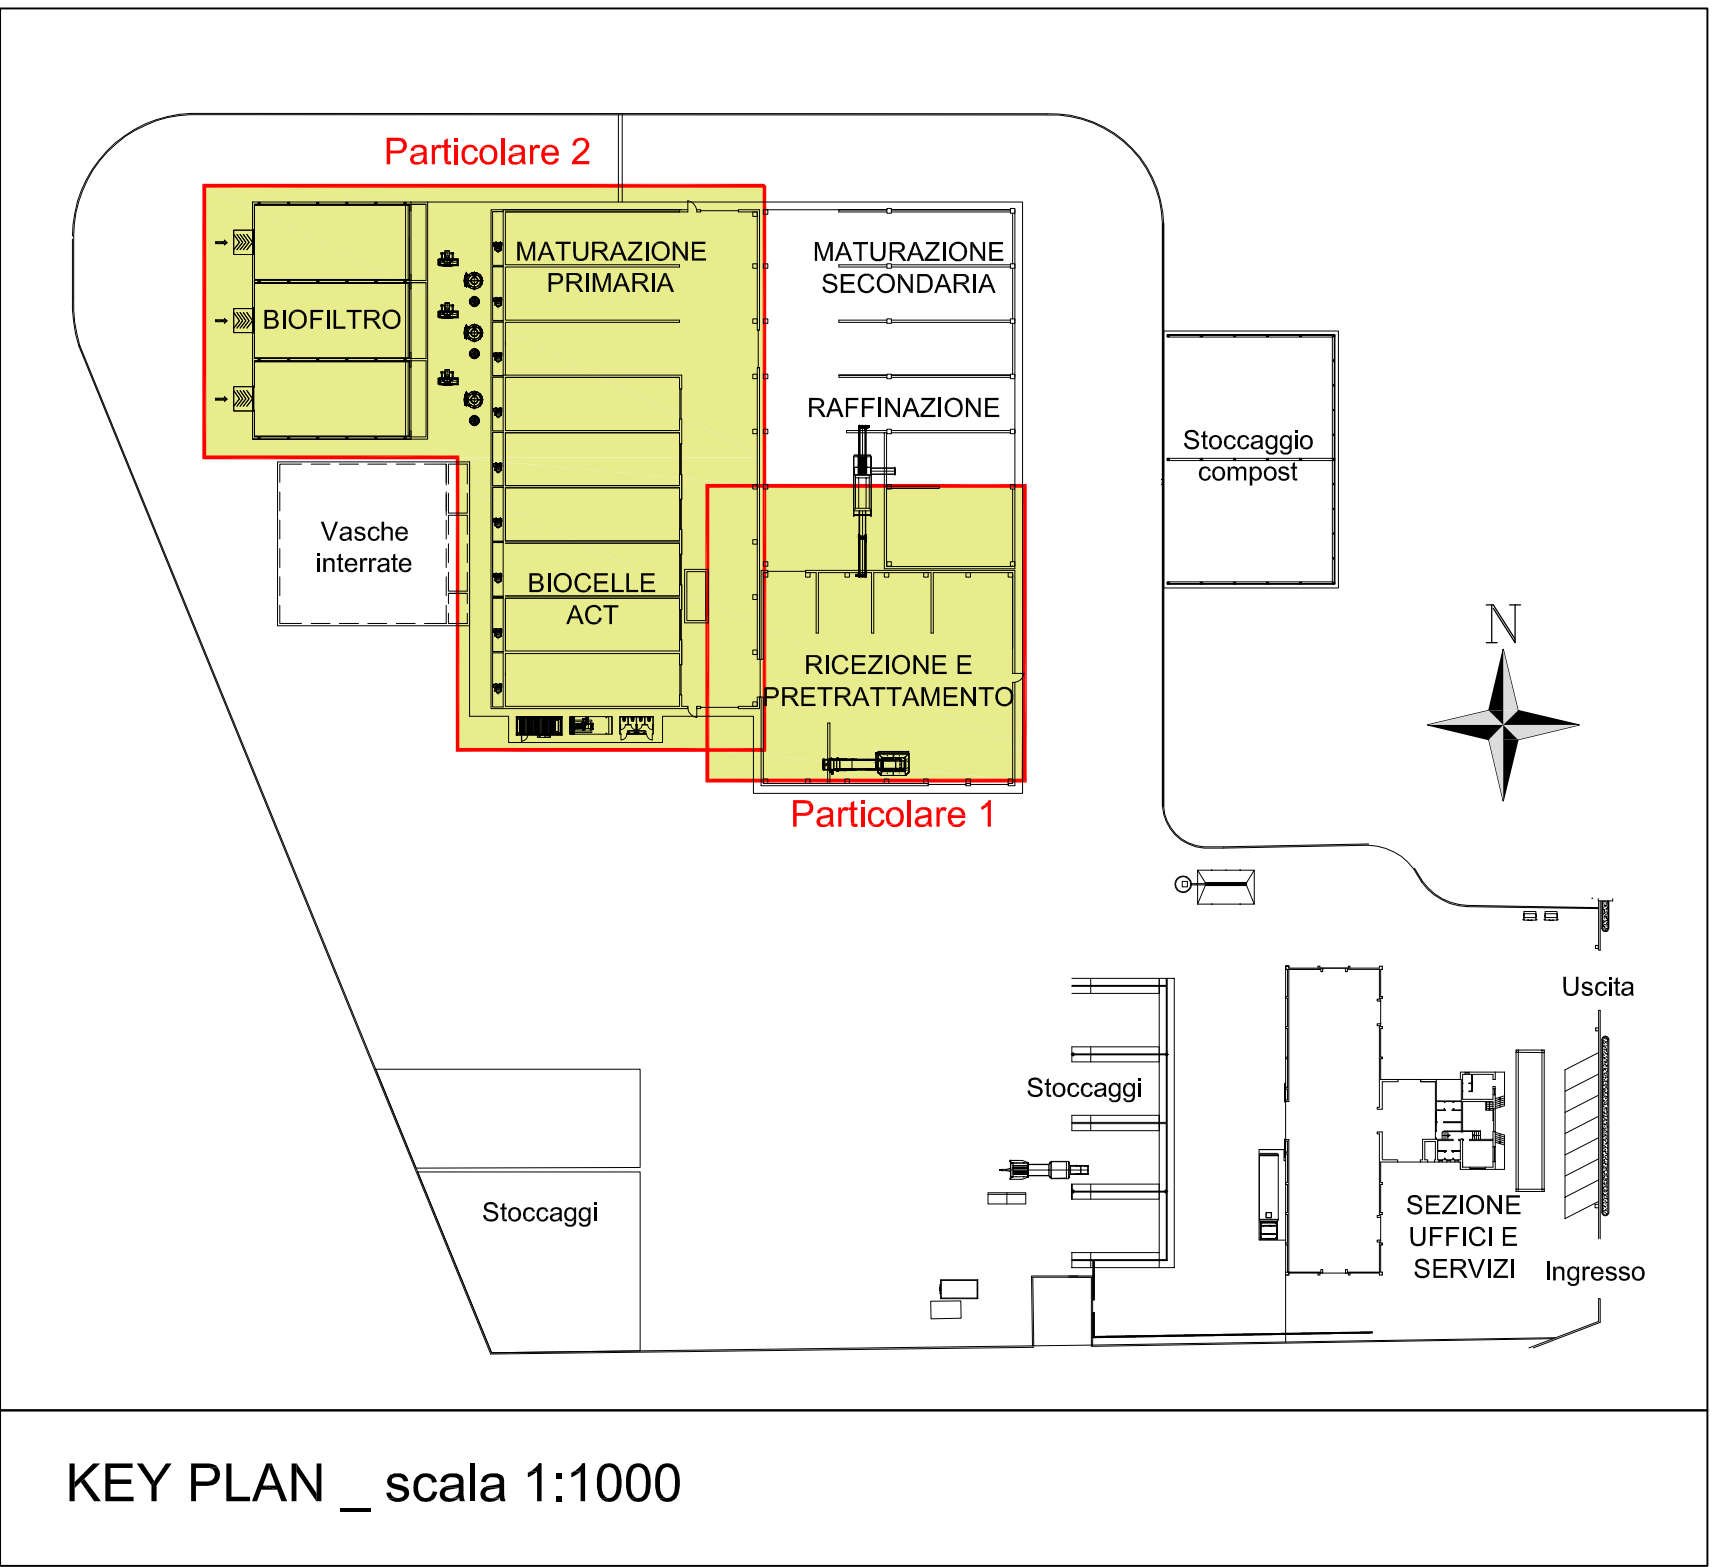 Particolare 2
MATURAZIONE
PRIMARIA
MATURAZIONE
SECONDARIA
BIOFILTRO
RAFFINAZIONE
Stoccaggio
compost
Vasche
interrate
BIOCELLE
ACT
N
RICEZIONE E
PRETRATTAMENTO
Particolare 1
Uscita
Stoccaggi
Stoccaggi
SEZIONE
UFFICI E
SERVIZI
Ingresso
KEY PLAN _ scala 1:1000